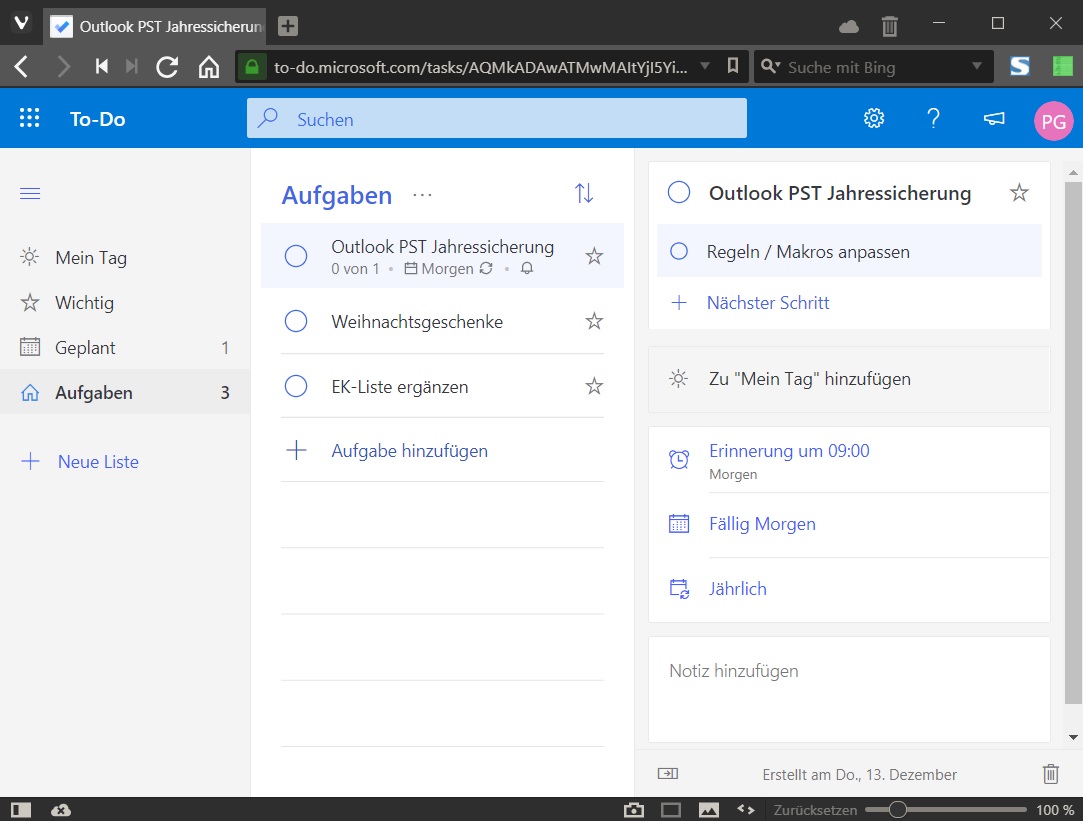 Outlook PST Jahressicherun
to-do.microsoft.com/tasks/AQMkADAwATMwMAItYjI5Yi...
Suche mit Bing
To-Do
Suchen
?
PG
Mein Tag
Wichtig
Geplant 1
Aufgaben 3
Neue Liste
Aufgaben ...
Outlook PST Jahressicherung
0 von 1 • Morgen •
Weihnachtsgeschenke
EK-Liste ergänzen
Aufgabe hinzufügen
Outlook PST Jahressicherung
Regeln / Makros anpassen
Nächster Schritt
Zu "Mein Tag" hinzufügen
Erinnerung um 09:00
Morgen
Fällig Morgen
Jährlich
Notiz hinzufügen
Erstellt am Do., 13. Dezember
Zurücksetzen 100 %